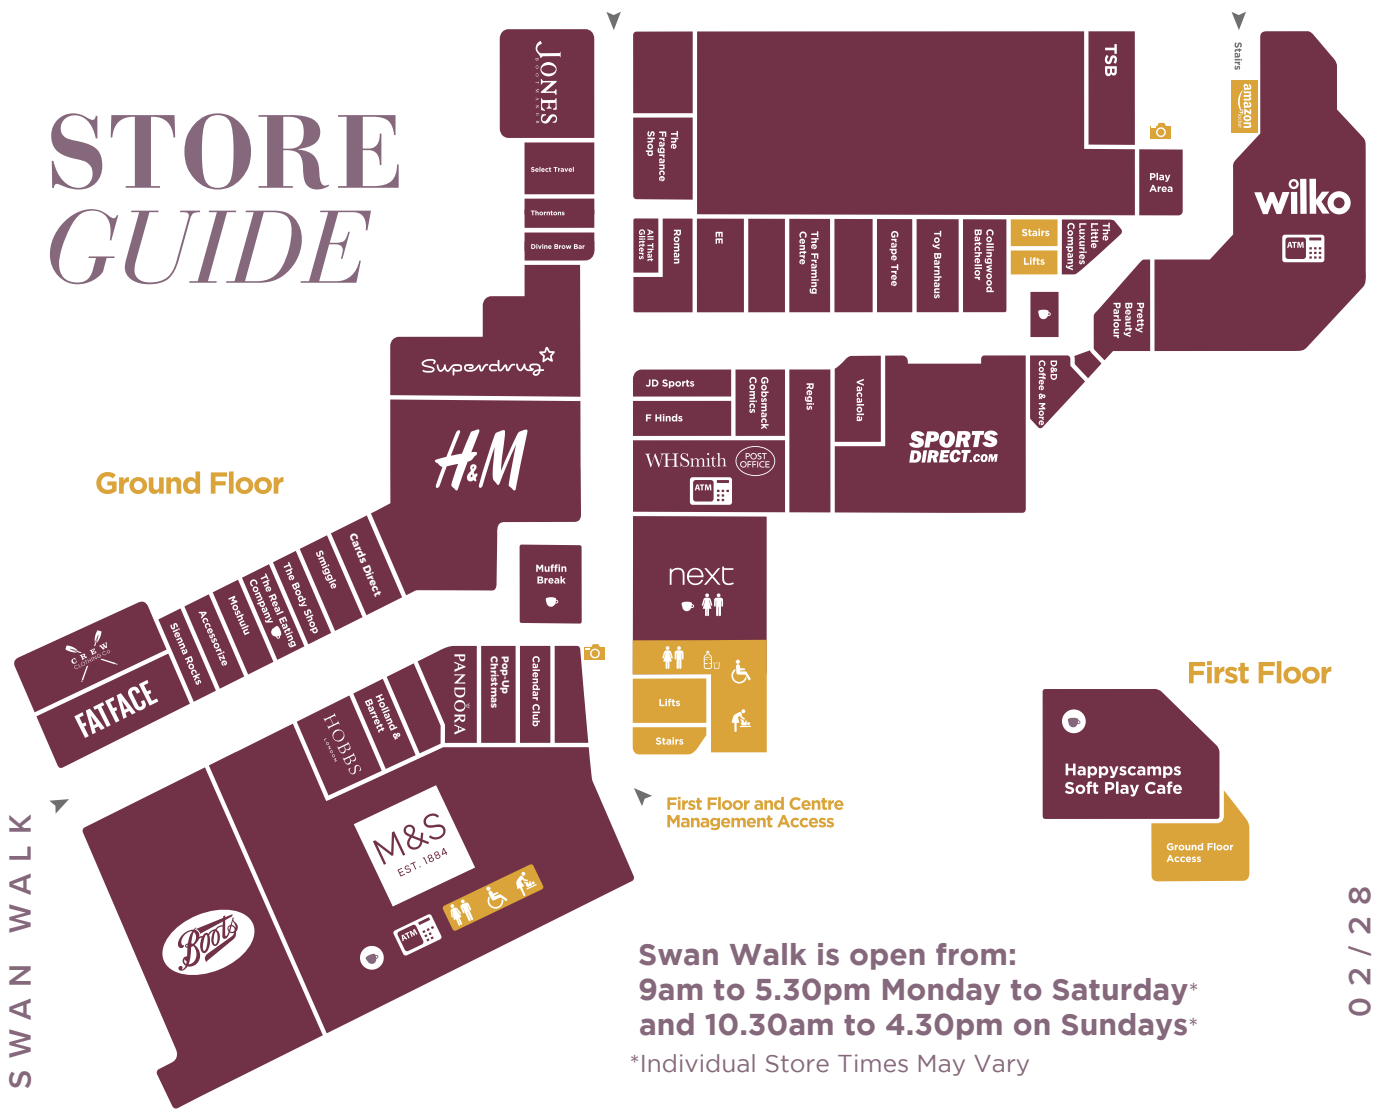 STORE
GUIDE
JONES
BOOTMAKER
Select Travel
Thorntons
Divine Brow Bar
Superdrug
H&M
Ground Floor
Cards Direct
Smiggle
The Body Shop
The Real Eating
Company
Moshulu
Accessorize
Sienna Rocks
CREW
CLOTHING Co
FATFACE
Muffin
Break
The
Fragrance
Shop
TSB
Play
Area
Stairs
amazon
wilko
ATM
All That
Glitters
Roman
EE
The Framing
Centre
Grape Tree
Toy Barnhaus
Collingwood
Batchellor
Stairs
Lifts
The
Little
Luxuries
Company
Pretty
Beauty
Parlour
D&D
Coffee & More
JD Sports
F Hinds
Gobsmack
Comics
Regis
Vacalola
SPORTS
DIRECT.COM
WHSmith
POST
OFFICE
ATM
next
Lifts
Stairs
First Floor and Centre
Management Access
PANDORA
Pop-Up
Christmas
Calendar Club
Holland &
Barrett
HOBBS
LONDON
M&S
EST. 1884
ATM
Boots
First Floor
Happyscamps
Soft Play Cafe
Ground Floor
Access
Swan Walk is open from:
9am to 5.30pm Monday to Saturday*
and 10.30am to 4.30pm on Sundays*
*Individual Store Times May Vary
SWAN WALK
02/28